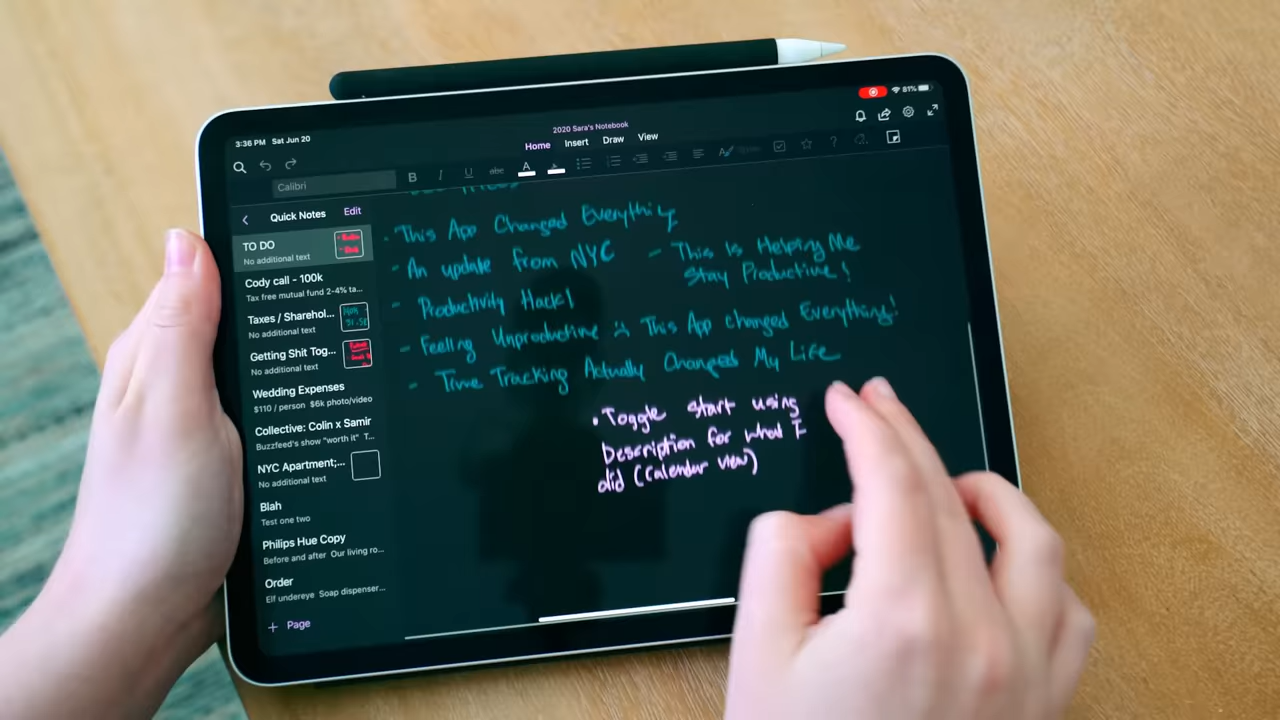 3:36 PM Sat Jun 20
81%
2020 Sara's Notebook
Home Insert Draw View
Calibri
B I U abc A
Quick Notes Edit
TO DO
No additional text
Cody call - 100k
Tax free mutual fund 2-4% ta...
Taxes / Sharehol...
No additional text
Getting Shit Tog...
No additional text
Wedding Expenses
$110 / person $6k photo/video
Collective: Colin x Samir
Buzzfeed's show "worth it" T...
NYC Apartment;...
No additional text
Blah
Test one two
Philips Hue Copy
Before and after Our living ro...
Order
Elf undereye Soap dispenser...
+ Page
• This App Changed Everything
- An update from NYC
- This Is Helping Me
Stay Productive!
- Productivity Hack!
- Feeling Unproductive :( This App Changed Everything!
- Time Tracking Actually Changed My Life
• Toggle start using
Description for what I
did (Calender view)